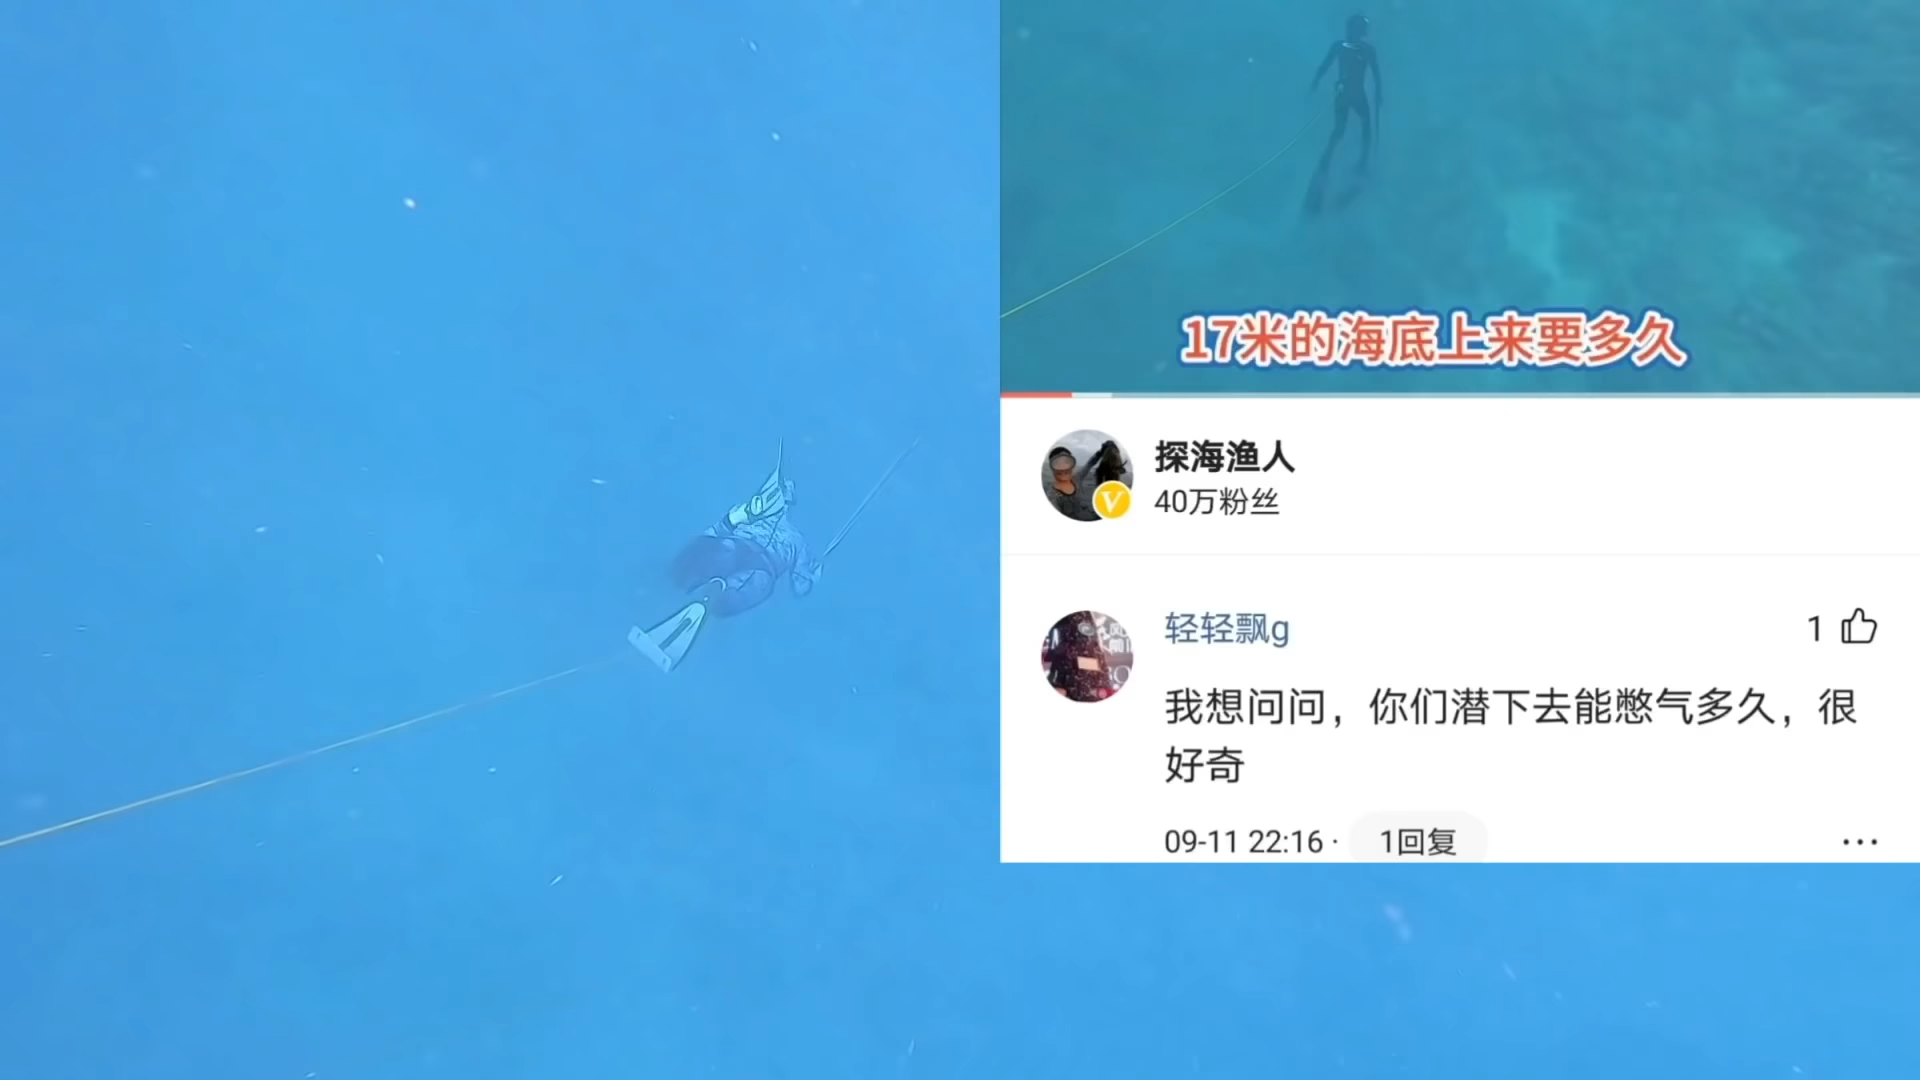 17米的海底上来要多久
探海渔人
40万粉丝
轻轻飘g
1
我想问问，你们潜下去能憋气多久，很
好奇
09-11 22:16 · 1回复